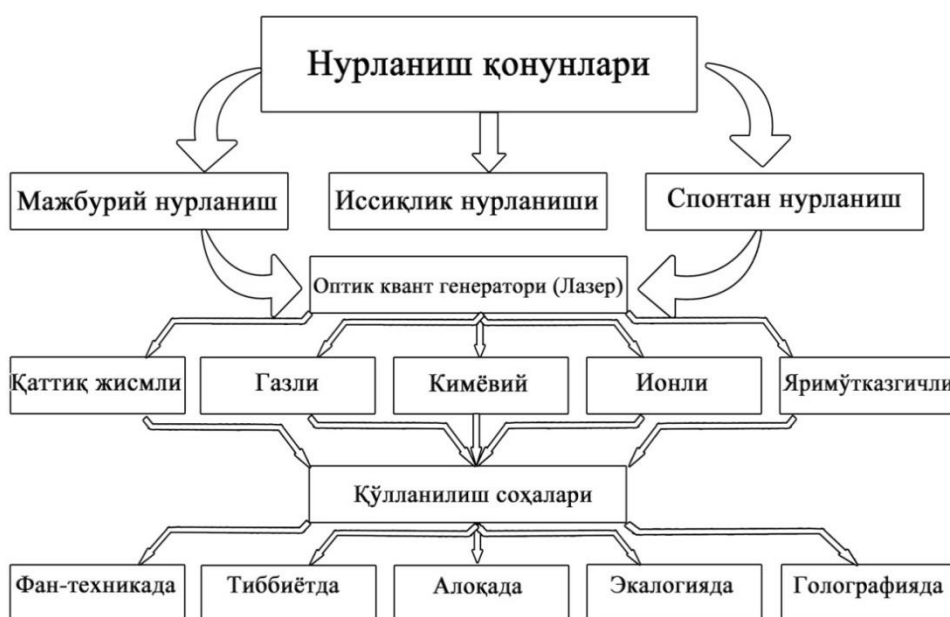 Нурланиш қонунлари
Мажбурий нурланиш
Иссиқлик нурланиши
Спонтан нурланиш
Оптик квант генератори (Лазер)
Қаттиқ жисмли
Газли
Кимёвий
Ионли
Яримўтказгичли
Қўлланилиш соҳалари
Фан-техникада
Тиббиётда
Алоқада
Экалогияда
Голографияда